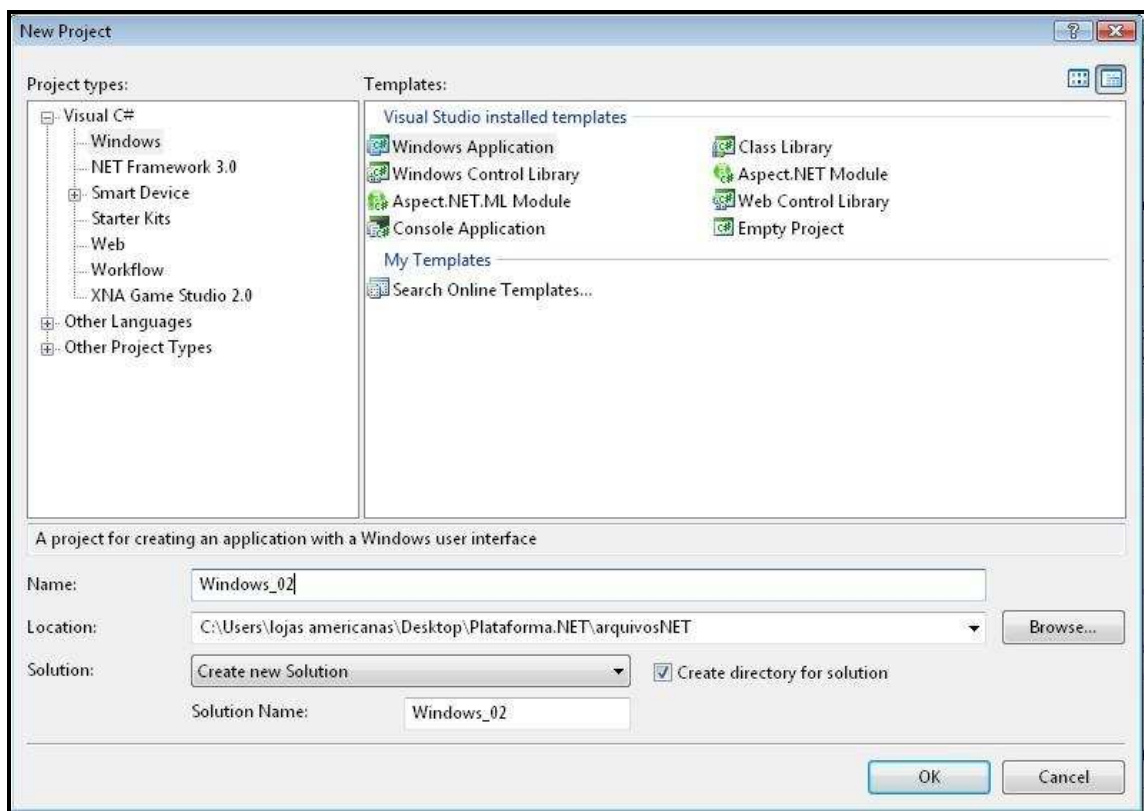 New Project
Project types:
Templates:
Visual C#
Windows
NET Framework 3.0
Smart Device
Starter Kits
Web
Workflow
XNA Game Studio 2.0
Other Languages
Other Project Types
Visual Studio installed templates
Windows Application
Class Library
Windows Control Library
Aspect.NET Module
Aspect.NET.ML Module
Web Control Library
Console Application
Empty Project
My Templates
Search Online Templates...
A project for creating an application with a Windows user interface
Name:
Windows_02
Location:
C:\Users\lojas americanas\Desktop\Plataforma.NET\arquivosNET
Browse...
Solution:
Create new Solution
Create directory for solution
Solution Name:
Windows_02
OK
Cancel